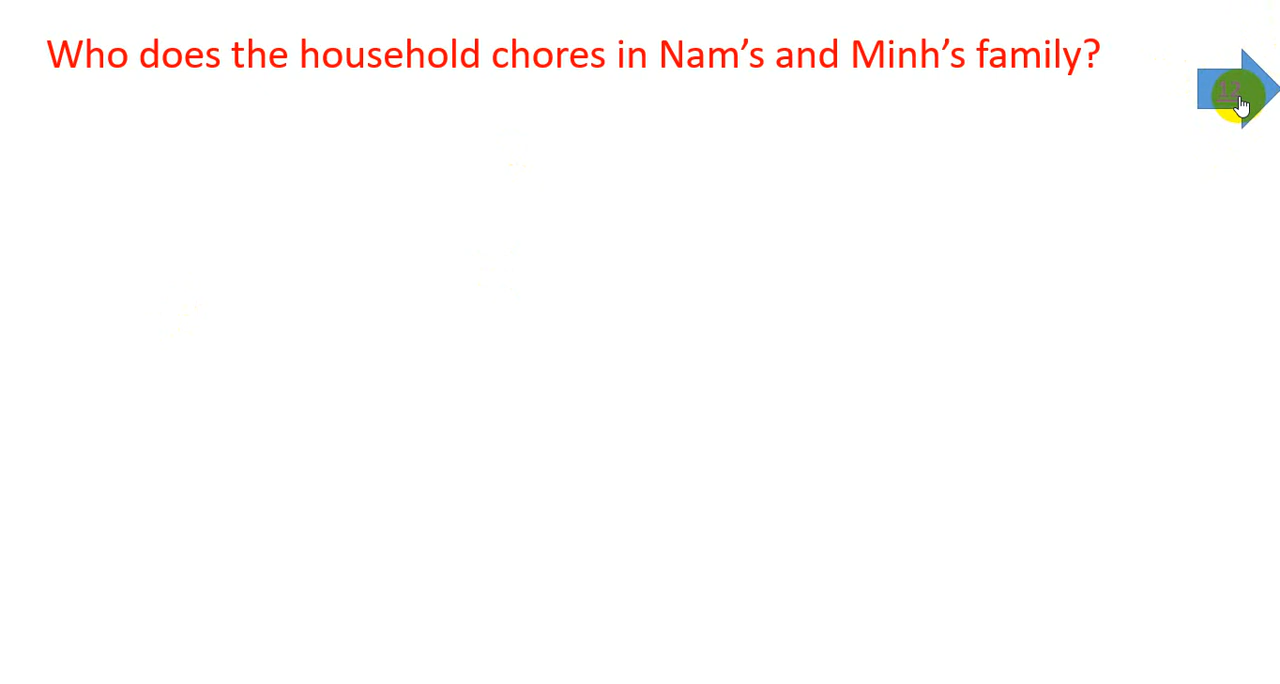 Who does the household chores in Nam’s and Minh’s family?